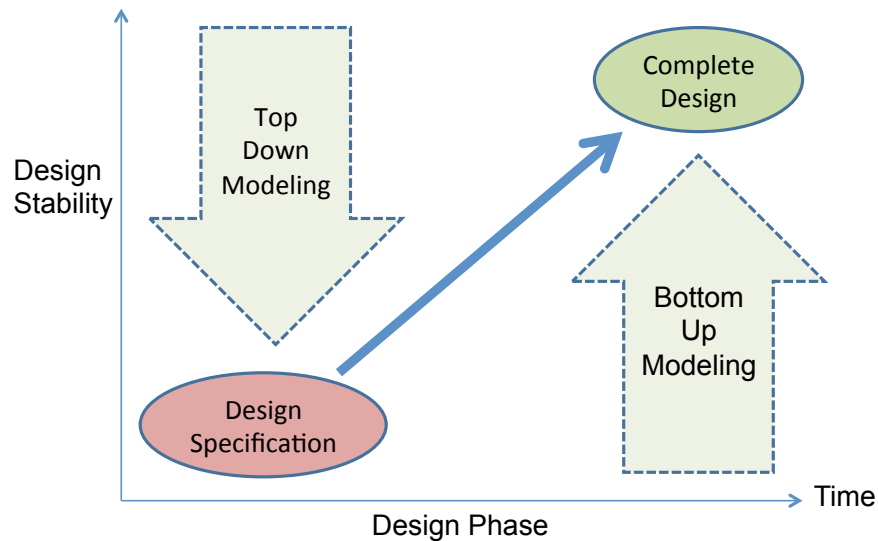 Complete
Design
Top
Down
Modeling
Design
Stability
Bottom
Up
Modeling
Design
Specification
Time
Design Phase